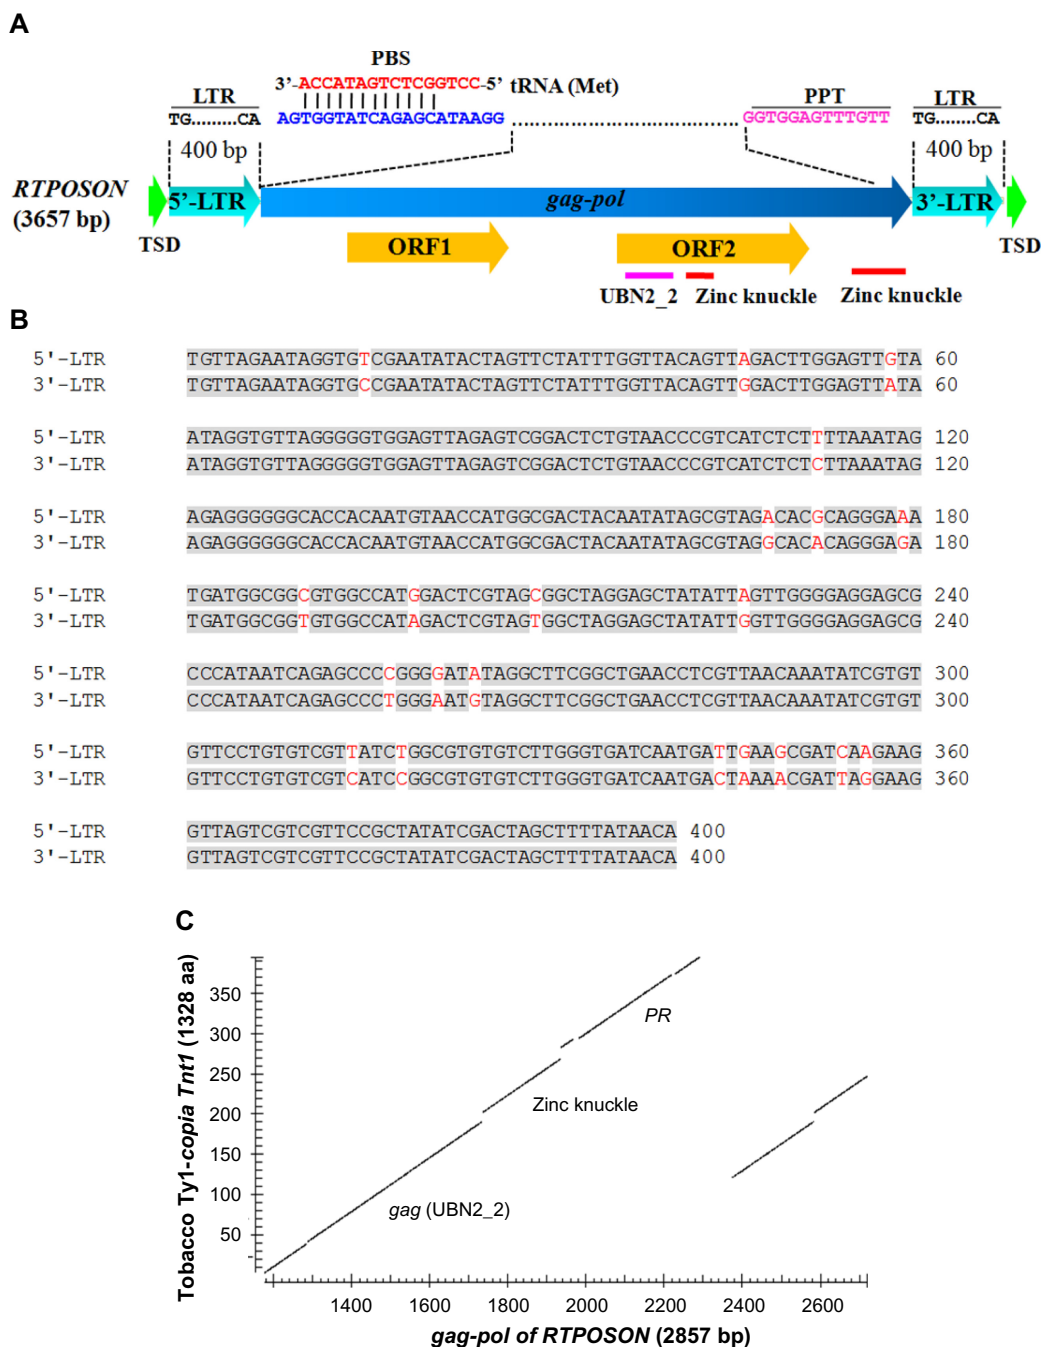 A
PBS
3'-ACCATAGTCTCGGTCC-5' tRNA (Met)
LTR
PPT
LTR
TG........CA AGTGGTATCAGAGCATAAGG ........................................ GGTGGAGTTTGTT TG........CA
400 bp
400 bp
RTPOSON
(3657 bp)
5'-LTR
gag-pol
3'-LTR
TSD
ORF1
ORF2
TSD
UBN2_2
Zinc knuckle
Zinc knuckle
B
5'-LTR TGTTAGAATAGGTGTCGAATATACTAGTTCTATTTGGTTACAGTTAGACTTGGAGTTGTA 60
3'-LTR TGTTAGAATAGGTGCCGAATATACTAGTTCTATTTGGTTACAGTTGGACTTGGAGTTATA 60
5'-LTR ATAGGTGTTAGGGGGTGGAGTTAGAGTCGGACTCTGTAACCCGTCATCTCTTTTAAATAG 120
3'-LTR ATAGGTGTTAGGGGGTGGAGTTAGAGTCGGACTCTGTAACCCGTCATCTCTCTTAAATAG 120
5'-LTR AGAGGGGGGCACCACAATGTAACCATGGCGACTACAATATAGCGTAGACACGCAGGGAAA 180
3'-LTR AGAGGGGGGCACCACAATGTAACCATGGCGACTACAATATAGCGTAGGCACACAGGGAGA 180
5'-LTR TGATGGCGGCGTGGCCATGGACTCGTAGCGGCTAGGAGCTATATTAGTTGGGGAGGAGCG 240
3'-LTR TGATGGCGGTGTGGCCATAGACTCGTAGTGGCTAGGAGCTATATTGGTTGGGGAGGAGCG 240
5'-LTR CCCATAATCAGAGCCCCGGGGATATAGGCTTCGGCTGAACCTCGTTAACAAATATCGTGT 300
3'-LTR CCCATAATCAGAGCCCTGGGAATGTAGGCTTCGGCTGAACCTCGTTAACAAATATCGTGT 300
5'-LTR GTTCCTGTGTCGTTATCTGGCGTGTGTCTTGGGTGATCAATGATTGAAGCGATCAAGAAG 360
3'-LTR GTTCCTGTGTCGTCATCCGGCGTGTGTCTTGGGTGATCAATGACTAAAACGATTAGGAAG 360
5'-LTR GTTAGTCGTCGTTCCGCTATATCGACTAGCTTTTATAACA 400
3'-LTR GTTAGTCGTCGTTCCGCTATATCGACTAGCTTTTATAACA 400
C
Tobacco Ty1-copia Tnt1 (1328 aa)
350
300
250
200
150
100
50
PR
Zinc knuckle
gag (UBN2_2)
1400 1600 2000 2200 2400 2600
gag-pol of RTPOSON (2857 bp)